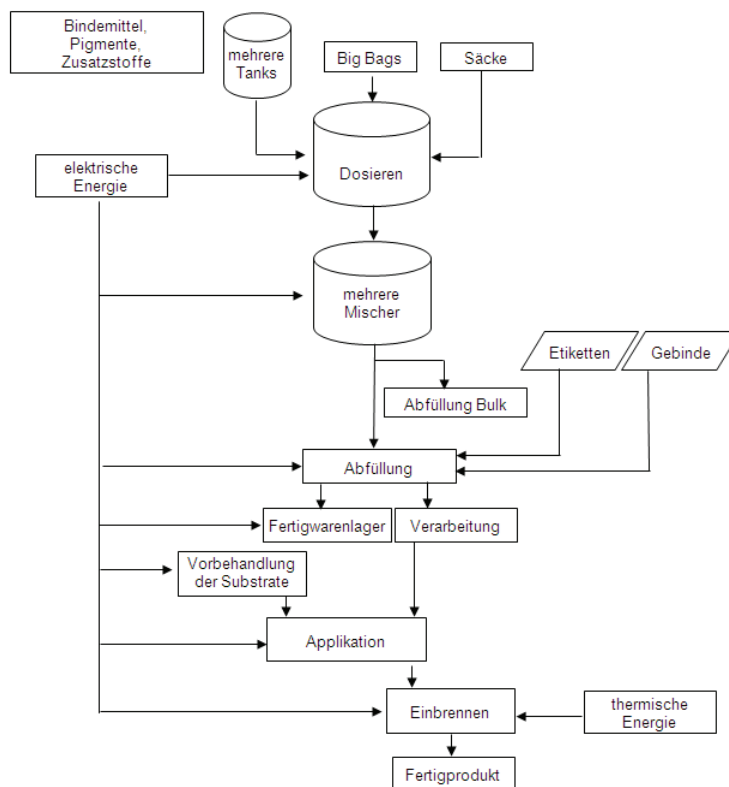 Bindemittel,
Pigmente,
Zusatzstoffe
mehrere
Tanks
Big Bags
Säcke
elektrische
Energie
Dosieren
mehrere
Mischer
Etiketten
Gebinde
Abfüllung Bulk
Abfüllung
Fertigwarenlager
Verarbeitung
Vorbehandlung
der Substrate
Applikation
Einbrennen
thermische
Energie
Fertigprodukt